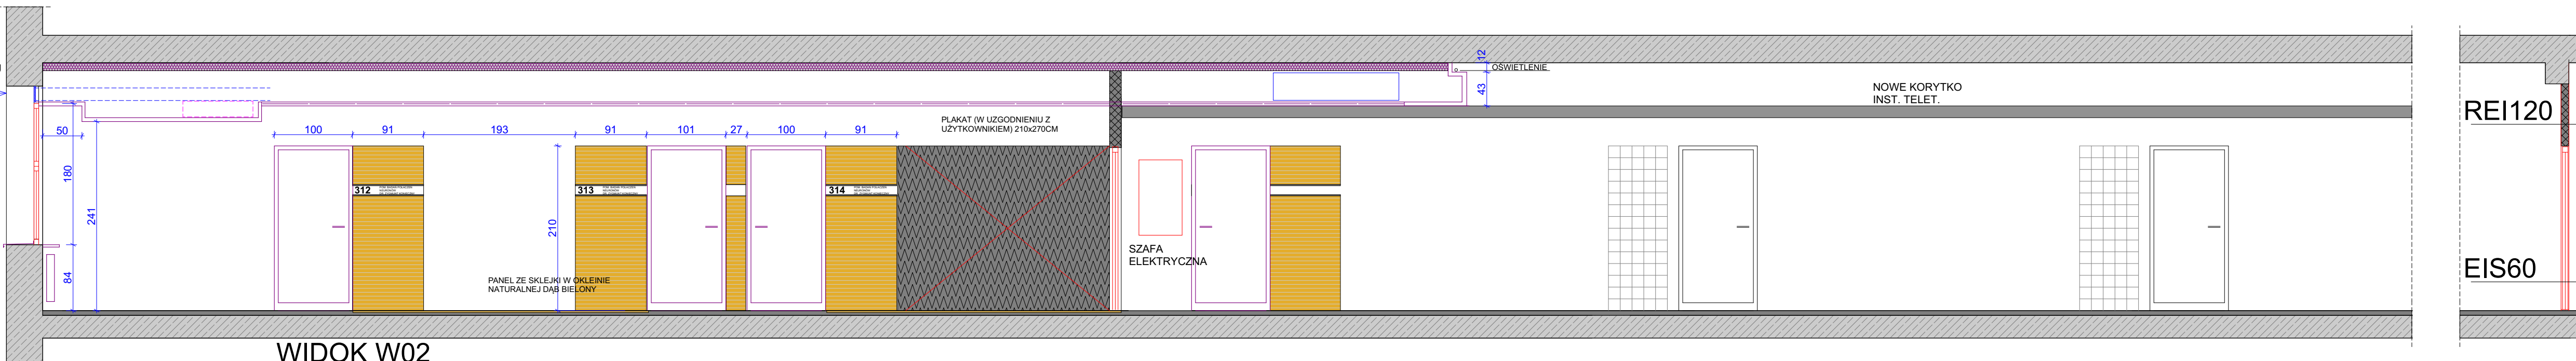 12
OŚWIETLENIE
43
NOWE KORYTKO
INST. TELET.
REI120
PLAKAT (W UZGODNIENIU Z
UŻYTKOWNIKIEM) 210x270CM
50
100
91
193
91
101
27
100
91
180
241
312
313
314
210
SZAFA
ELEKTRYCZNA
EIS60
84
PANEL ZE SKLEJKI W OKLEINIE
NATURALNEJ DĄB BIELONY
WIDOK W02